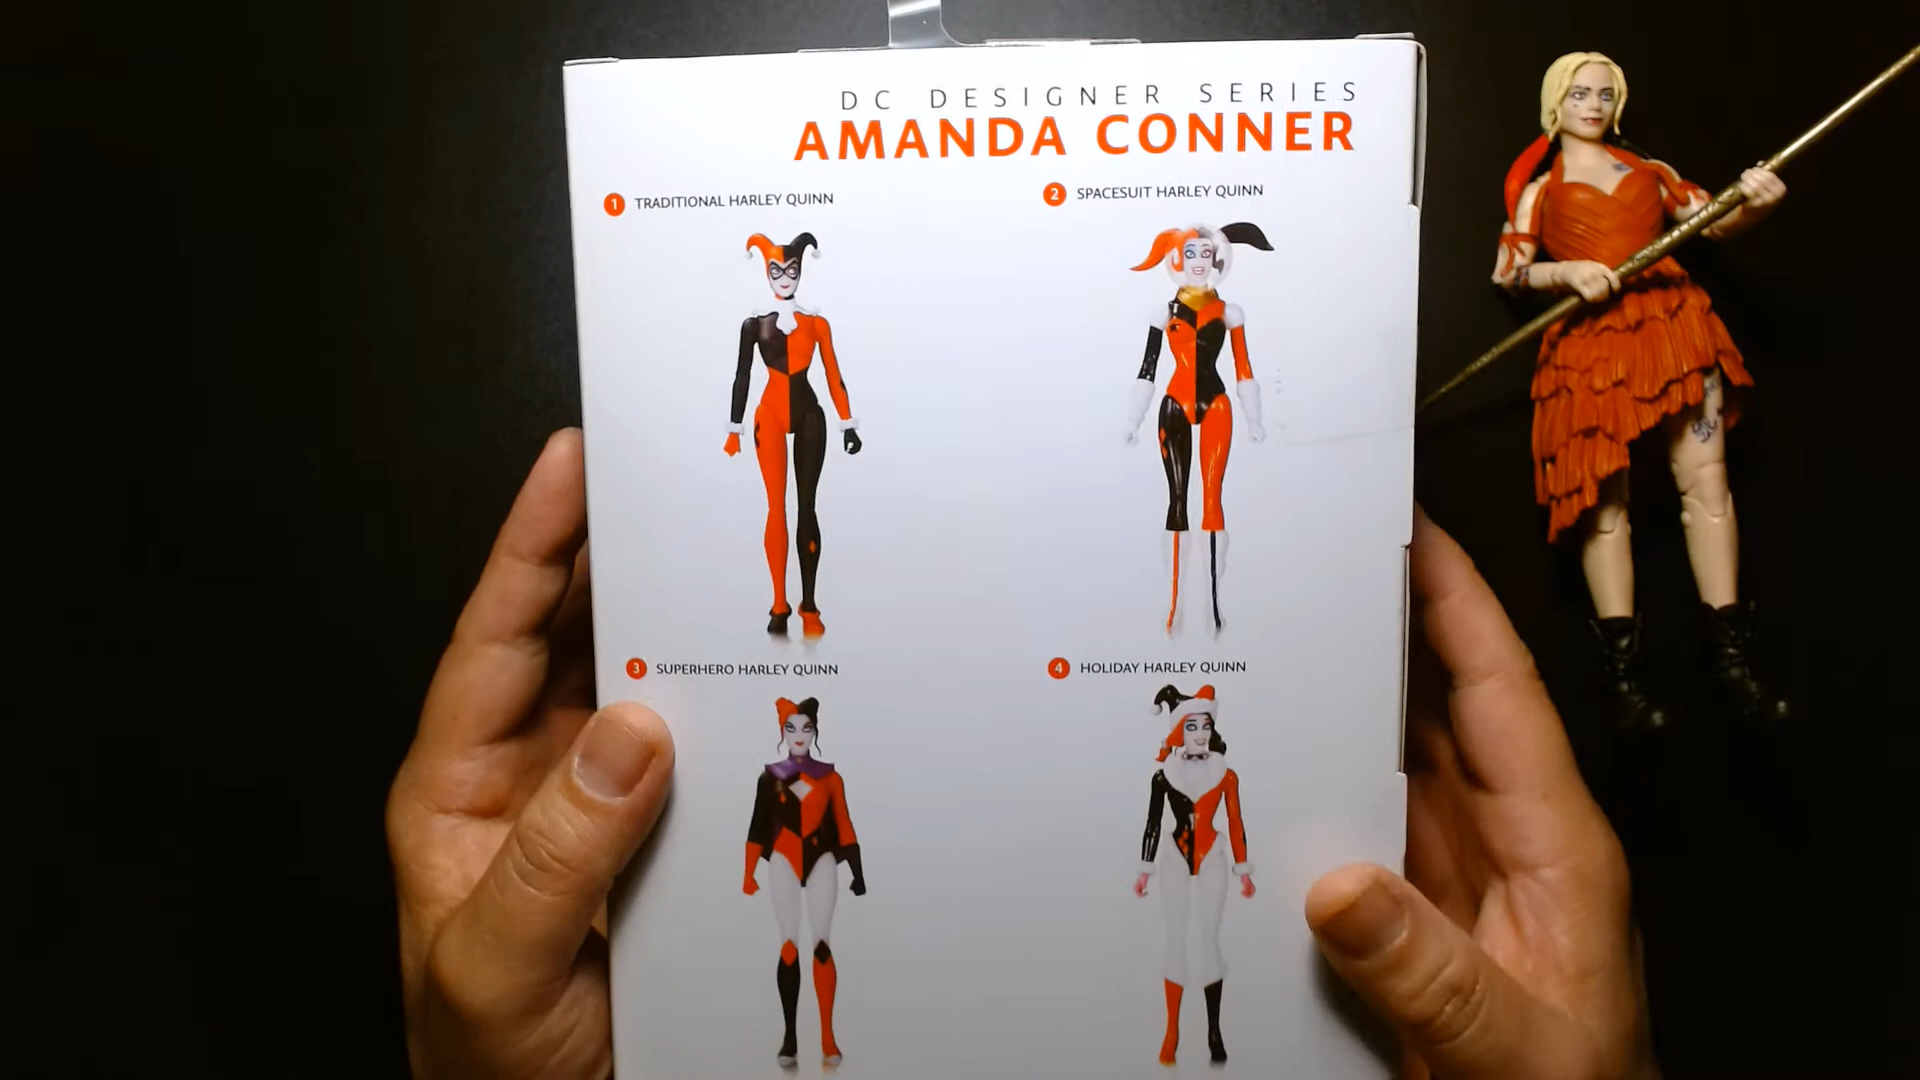 DC DESIGNER SERIES
AMANDA CONNER
1 TRADITIONAL HARLEY QUINN
2 SPACESUIT HARLEY QUINN
3 SUPERHERO HARLEY QUINN
4 HOLIDAY HARLEY QUINN